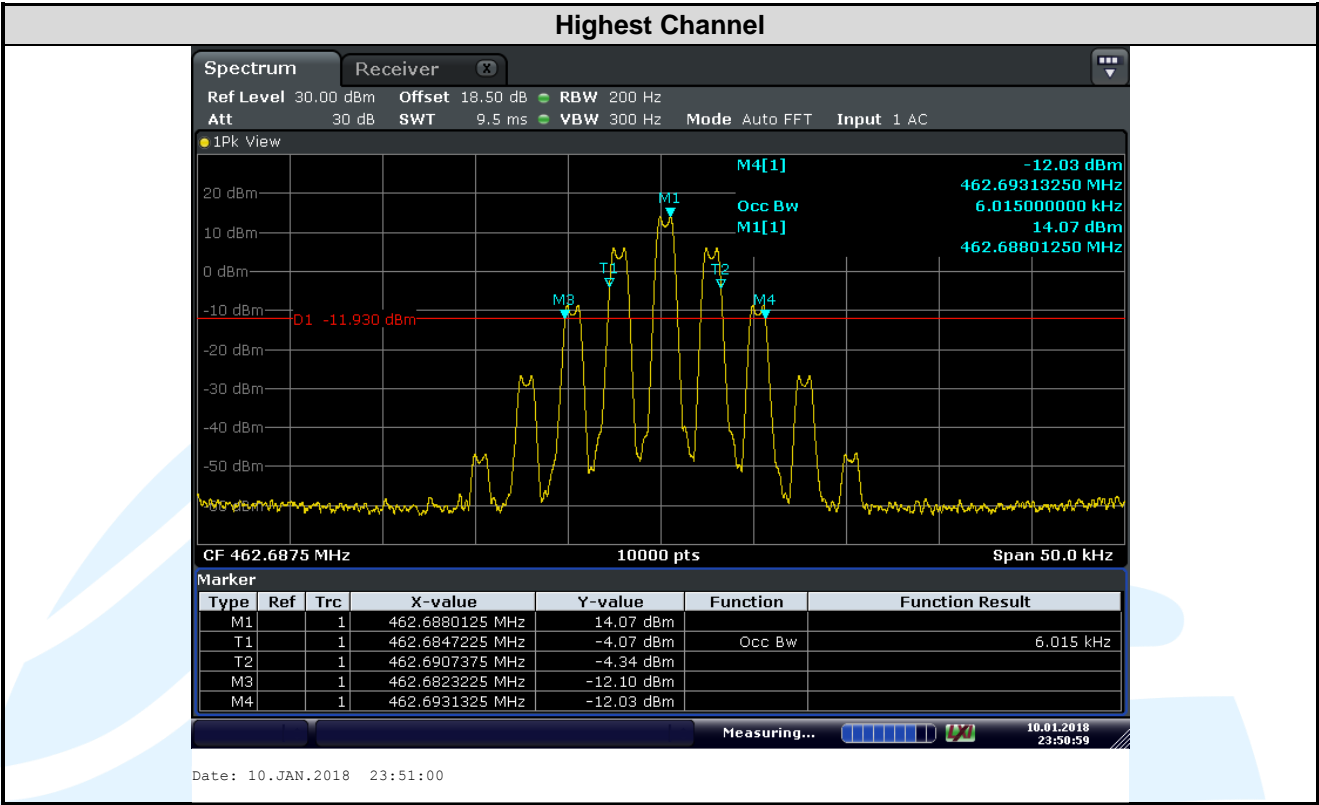 Highest Channel
Spectrum Receiver X
Ref Level 30.00 dBm Offset 18.50 dB RBW 200 Hz
Att 30 dB SWT 9.5 ms VBW 300 Hz Mode Auto FFT Input 1 AC
1Pk View
M4[1] -12.03 dBm
462.69313250 MHz
Occ Bw 6.015000000 kHz
M1[1] 14.07 dBm
462.68801250 MHz
20 dBm
M1
10 dBm
0 dBm
T1 T2
-10 dBm
M3 M4
D1 -11.930 dBm
-20 dBm
-30 dBm
-40 dBm
-50 dBm
CF 462.6875 MHz 10000 pts Span 50.0 kHz
Marker
Type Ref Trc X-value Y-value Function Function Result
M1 1 462.6880125 MHz 14.07 dBm
T1 1 462.6847225 MHz -4.07 dBm Occ Bw 6.015 kHz
T2 1 462.6907375 MHz -4.34 dBm
M3 1 462.6823225 MHz -12.10 dBm
M4 1 462.6931325 MHz -12.03 dBm
Measuring... LXI 10.01.2018
23:50:59
Date: 10.JAN.2018 23:51:00